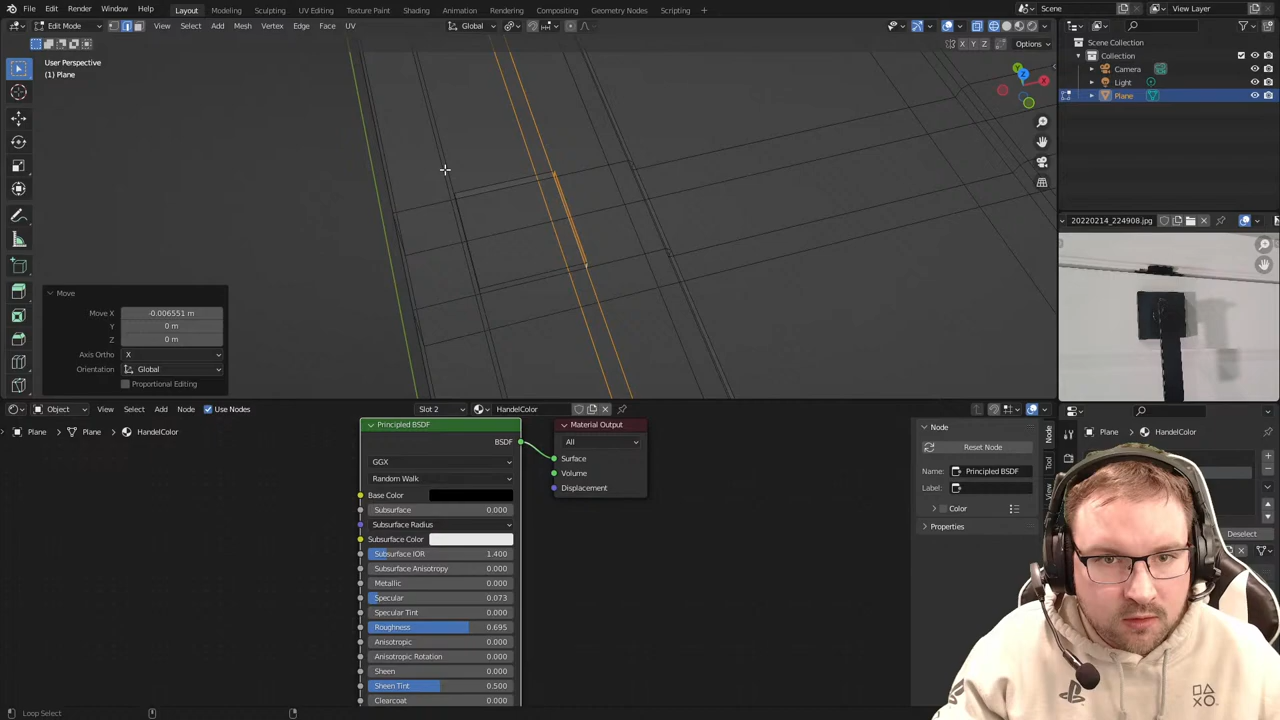 File Edit Render Window Help Layout Modeling Sculpting UV Editing Texture Paint Shading Animation Rendering Compositing Geometry Nodes Scripting Scene View Layer
Edit Mode View Select Add Mesh Vertex Edge Face UV Global
X Y Z Options
User Perspective
(1) Plane
Scene Collection
Collection
Camera
Light
Plane
Move
Move X -0.006551 m
Y 0 m
Z 0 m
Axis Ortho X
Orientation Global
Proportional Editing
20220214_224908.jpg
Object View Select Add Node Use Nodes Slot 2 HandelColor
Plane Plane HandelColor
Principled BSDF
BSDF
GGX
Random Walk
Base Color
Subsurface 0.000
Subsurface Radius
Subsurface Color
Subsurface IOR 1.400
Subsurface Anisotropy 0.000
Metallic 0.000
Specular 0.073
Specular Tint 0.000
Roughness 0.695
Anisotropic 0.000
Anisotropic Rotation 0.000
Sheen 0.000
Sheen Tint 0.500
Clearcoat 0.000
Material Output
All
Surface
Volume
Displacement
Node
Reset Node
Name: Principled BSDF
Label:
Color
Properties
Node
Tool
View
Plane HandelColor
Deselect
Loop Select